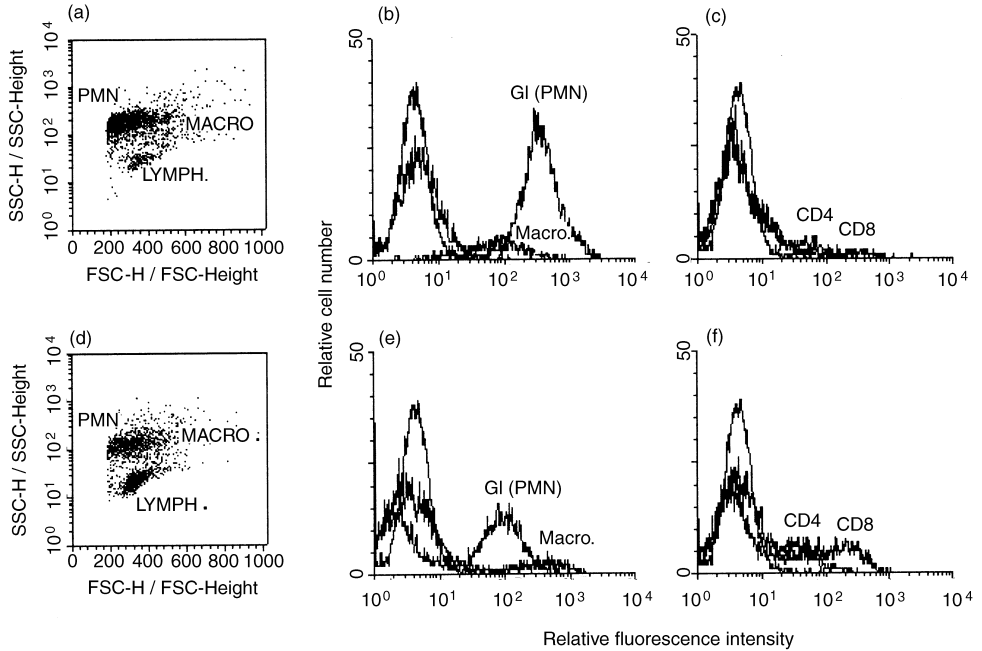 (a)
SSC-H / SSC-Height
10^4
10^3
10^2
10^1
10^0
PMN
MACRO
LYMPH.
0 200 400 600 800 1000
FSC-H / FSC-Height
(b)
50
0
GI (PMN)
Macro.
10^0 10^1 10^2 10^3 10^4
(c)
50
0
CD4
CD8
10^0 10^1 10^2 10^3 10^4
Relative cell number
(d)
SSC-H / SSC-Height
10^4
10^3
10^2
10^1
10^0
PMN
MACRO
LYMPH
0 200 400 600 800 1000
FSC-H / FSC-Height
(e)
50
0
GI (PMN)
Macro.
10^0 10^1 10^2 10^3 10^4
(f)
50
0
CD4 CD8
10^0 10^1 10^2 10^3 10^4
Relative fluorescence intensity